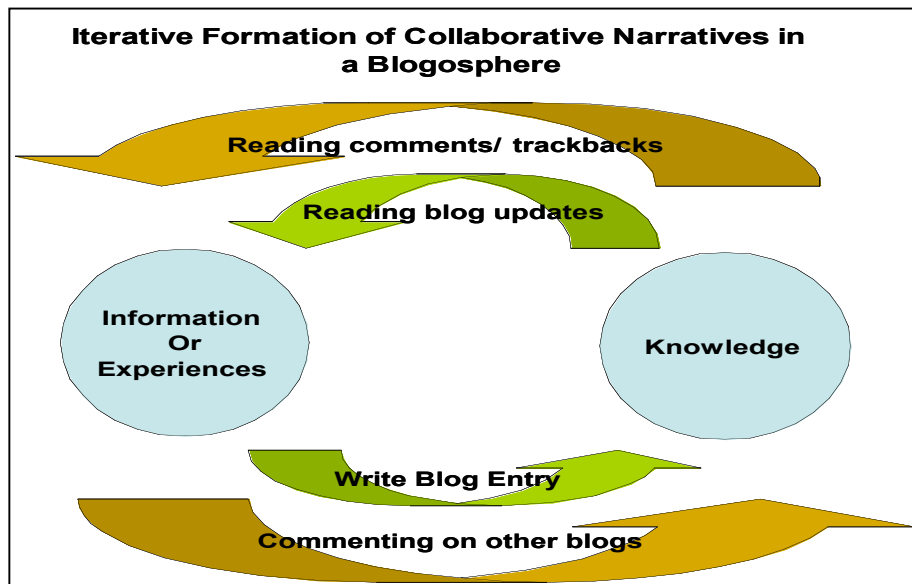 Iterative Formation of Collaborative Narratives in
a Blogosphere
Reading comments/ trackbacks
Reading blog updates
Information
Or
Experiences
Knowledge
Write Blog Entry
Commenting on other blogs